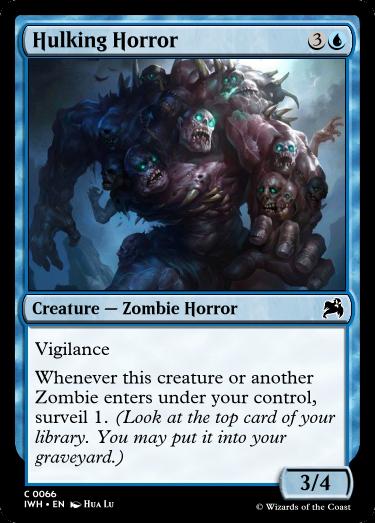 Hulking Horror 3
Creature — Zombie Horror
Vigilance
Whenever this creature or another
Zombie enters under your control,
surveil 1. (Look at the top card of your
library. You may put it into your
graveyard.)
3/4
C 0066
IWH • EN Hua Lu
© Wizards of the Coast